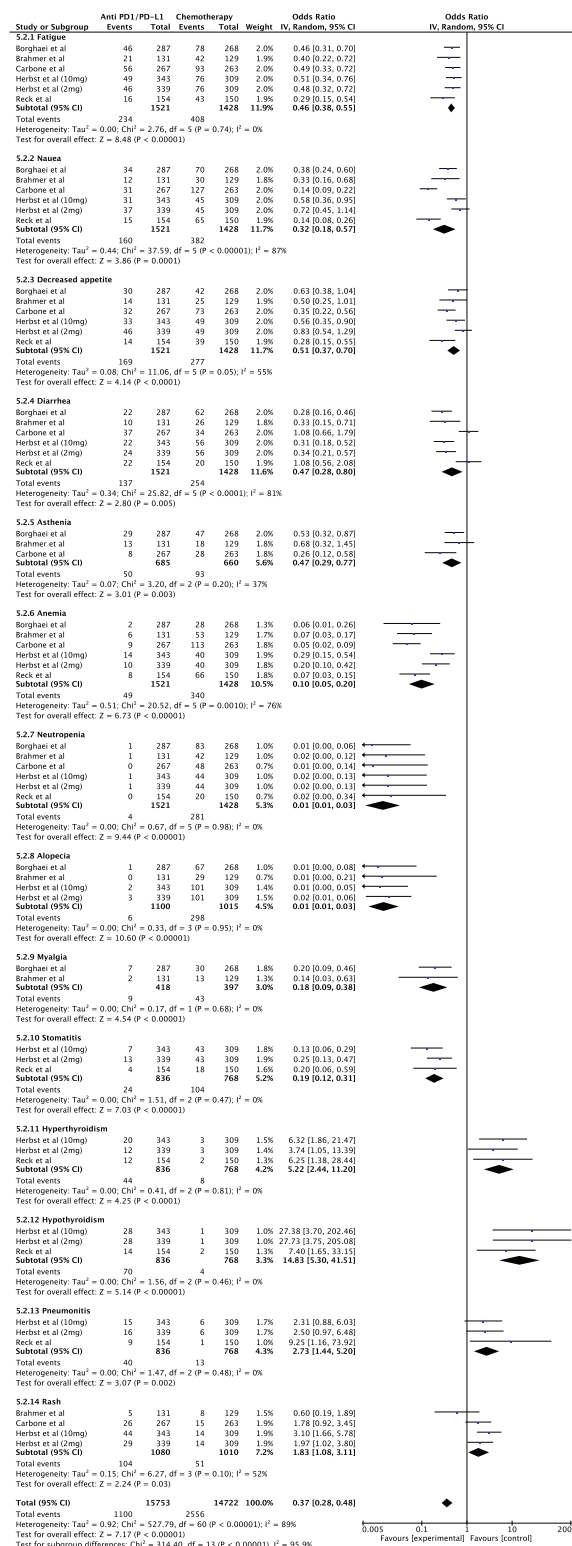 Anti PD1/PD-L1 Chemotherapy Odds Ratio Odds Ratio
Study or Subgroup Events Total Events Total Weight IV, Random, 95% CI IV, Random, 95% CI
5.2.1 Fatigue
Borghaei et al 46 287 78 268 2.0% 0.46 [0.31, 0.70]
Brahmer et al 21 131 42 129 2.0% 0.40 [0.22, 0.72]
Carbone et al 56 267 93 263 2.0% 0.49 [0.33, 0.72]
Herbst et al (10mg) 49 343 76 309 2.0% 0.51 [0.34, 0.76]
Herbst et al (2mg) 46 339 76 309 2.0% 0.48 [0.32, 0.72]
Reck et al 16 154 43 150 1.9% 0.29 [0.15, 0.54]
Subtotal (95% CI) 1521 1428 11.9% 0.46 [0.38, 0.55]
Total events 234 408
Heterogeneity: Tau² = 0.00; Chi² = 2.76, df = 5 (P = 0.74); I² = 0%
Test for overall effect: Z = 8.48 (P < 0.00001)
5.2.2 Nauea
Borghaei et al 34 287 70 268 2.0% 0.38 [0.24, 0.60]
Brahmer et al 12 131 30 129 1.9% 0.33 [0.16, 0.68]
Carbone et al 31 267 127 263 2.0% 0.14 [0.09, 0.22]
Herbst et al (10mg) 31 343 45 309 2.0% 0.58 [0.36, 0.95]
Herbst et al (2mg) 37 339 45 309 2.0% 0.72 [0.45, 1.14]
Reck et al 15 154 65 150 1.9% 0.14 [0.08, 0.26]
Subtotal (95% CI) 1521 1428 11.7% 0.32 [0.18, 0.57]
Total events 160 382
Heterogeneity: Tau² = 0.44; Chi² = 37.59, df = 5 (P < 0.00001); I² = 87%
Test for overall effect: Z = 3.86 (P = 0.0001)
5.2.3 Decreased appetite
Borghaei et al 30 287 42 268 2.0% 0.63 [0.38, 1.04]
Brahmer et al 14 131 25 129 1.9% 0.50 [0.25, 1.01]
Carbone et al 32 267 73 263 2.0% 0.35 [0.22, 0.56]
Herbst et al (10mg) 33 343 49 309 2.0% 0.56 [0.35, 0.90]
Herbst et al (2mg) 46 339 49 309 2.0% 0.83 [0.54, 1.29]
Reck et al 14 154 39 150 1.9% 0.28 [0.15, 0.55]
Subtotal (95% CI) 1521 1428 11.7% 0.51 [0.37, 0.70]
Total events 169 277
Heterogeneity: Tau² = 0.08; Chi² = 11.06, df = 5 (P = 0.05); I² = 55%
Test for overall effect: Z = 4.14 (P < 0.0001)
5.2.4 Diarrhea
Borghaei et al 22 287 62 268 2.0% 0.28 [0.16, 0.46]
Brahmer et al 10 131 26 129 1.8% 0.33 [0.15, 0.71]
Carbone et al 37 267 34 263 2.0% 1.08 [0.66, 1.79]
Herbst et al (10mg) 22 343 56 309 2.0% 0.31 [0.18, 0.52]
Herbst et al (2mg) 24 339 56 309 2.0% 0.34 [0.21, 0.57]
Reck et al 22 154 20 150 1.9% 1.08 [0.56, 2.08]
Subtotal (95% CI) 1521 1428 11.6% 0.47 [0.28, 0.80]
Total events 137 254
Heterogeneity: Tau² = 0.34; Chi² = 25.82, df = 5 (P < 0.0001); I² = 81%
Test for overall effect: Z = 2.80 (P = 0.005)
5.2.5 Asthenia
Borghaei et al 29 287 47 268 2.0% 0.53 [0.32, 0.87]
Brahmer et al 13 131 18 129 1.8% 0.68 [0.32, 1.45]
Carbone et al 8 267 28 263 1.8% 0.26 [0.12, 0.58]
Subtotal (95% CI) 685 660 5.6% 0.47 [0.29, 0.77]
Total events 50 93
Heterogeneity: Tau² = 0.07; Chi² = 3.20, df = 2 (P = 0.20); I² = 37%
Test for overall effect: Z = 3.01 (P = 0.003)
5.2.6 Anemia
Borghaei et al 2 287 28 268 1.3% 0.06 [0.01, 0.26]
Brahmer et al 6 131 53 129 1.7% 0.07 [0.03, 0.17]
Carbone et al 9 267 113 263 1.8% 0.05 [0.02, 0.09]
Herbst et al (10mg) 14 343 40 309 1.9% 0.29 [0.15, 0.54]
Herbst et al (2mg) 10 339 40 309 1.9% 0.20 [0.10, 0.42]
Reck et al 8 154 66 150 1.8% 0.07 [0.03, 0.15]
Subtotal (95% CI) 1521 1428 10.5% 0.10 [0.05, 0.20]
Total events 49 340
Heterogeneity: Tau² = 0.51; Chi² = 20.52, df = 5 (P = 0.0010); I² = 76%
Test for overall effect: Z = 6.73 (P < 0.00001)
5.2.7 Neutropenia
Borghaei et al 1 287 83 268 1.0% 0.01 [0.00, 0.06]
Brahmer et al 1 131 42 129 1.0% 0.02 [0.00, 0.12]
Carbone et al 0 267 48 263 0.7% 0.01 [0.00, 0.14]
Herbst et al (10mg) 1 343 44 309 1.0% 0.02 [0.00, 0.13]
Herbst et al (2mg) 1 339 44 309 1.0% 0.02 [0.00, 0.13]
Reck et al 0 154 20 150 0.7% 0.02 [0.00, 0.34]
Subtotal (95% CI) 1521 1428 5.3% 0.01 [0.01, 0.03]
Total events 4 281
Heterogeneity: Tau² = 0.00; Chi² = 0.67, df = 5 (P = 0.98); I² = 0%
Test for overall effect: Z = 9.44 (P < 0.00001)
5.2.8 Alopecia
Borghaei et al 1 287 67 268 1.0% 0.01 [0.00, 0.08]
Brahmer et al 0 131 29 129 0.7% 0.01 [0.00, 0.21]
Herbst et al (10mg) 2 343 101 309 1.4% 0.01 [0.00, 0.05]
Herbst et al (2mg) 3 339 101 309 1.5% 0.02 [0.01, 0.06]
Subtotal (95% CI) 1100 1015 4.5% 0.01 [0.01, 0.03]
Total events 6 298
Heterogeneity: Tau² = 0.00; Chi² = 0.33, df = 3 (P = 0.95); I² = 0%
Test for overall effect: Z = 10.60 (P < 0.00001)
5.2.9 Myalgia
Borghaei et al 7 287 30 268 1.8% 0.20 [0.09, 0.46]
Brahmer et al 2 131 13 129 1.2% 0.14 [0.03, 0.63]
Subtotal (95% CI) 418 397 3.0% 0.18 [0.09, 0.38]
Total events 9 43
Heterogeneity: Tau² = 0.00; Chi² = 0.17, df = 1 (P = 0.68); I² = 0%
Test for overall effect: Z = 4.54 (P < 0.00001)
5.2.10 Stomatitis
Herbst et al (10mg) 7 343 43 309 1.8% 0.13 [0.06, 0.29]
Herbst et al (2mg) 13 339 43 309 1.9% 0.25 [0.13, 0.47]
Reck et al 4 154 18 150 1.6% 0.20 [0.06, 0.59]
Subtotal (95% CI) 836 768 5.2% 0.19 [0.12, 0.31]
Total events 24 104
Heterogeneity: Tau² = 0.00; Chi² = 1.51, df = 2 (P = 0.47); I² = 0%
Test for overall effect: Z = 7.03 (P < 0.00001)
5.2.11 Hyperthyroidism
Herbst et al (10mg) 20 343 3 309 1.5% 6.32 [1.86, 21.47]
Herbst et al (2mg) 12 339 3 309 1.5% 3.74 [1.05, 13.39]
Reck et al 12 154 2 150 1.3% 6.25 [1.38, 28.44]
Subtotal (95% CI) 836 768 4.2% 5.22 [2.44, 11.20]
Total events 44 8
Heterogeneity: Tau² = 0.00; Chi² = 0.41, df = 2 (P = 0.81); I² = 0%
Test for overall effect: Z = 4.25 (P < 0.0001)
5.2.12 Hypothyroidism
Herbst et al (10mg) 28 343 1 309 1.0% 27.38 [3.70, 202.46]
Herbst et al (2mg) 28 339 1 309 1.0% 27.73 [3.75, 205.08]
Reck et al 14 154 2 150 1.3% 7.40 [1.65, 33.15]
Subtotal (95% CI) 836 768 3.3% 14.83 [5.30, 41.51]
Total events 70 4
Heterogeneity: Tau² = 0.00; Chi² = 1.56, df = 2 (P = 0.46); I² = 0%
Test for overall effect: Z = 5.14 (P < 0.00001)
5.2.13 Pneumonitis
Herbst et al (10mg) 15 343 6 309 1.7% 2.31 [0.88, 6.03]
Herbst et al (2mg) 16 339 6 309 1.7% 2.50 [0.97, 6.48]
Reck et al 9 154 1 150 1.0% 9.25 [1.16, 73.92]
Subtotal (95% CI) 836 768 4.3% 2.73 [1.44, 5.20]
Total events 40 13
Heterogeneity: Tau² = 0.00; Chi² = 1.47, df = 2 (P = 0.48); I² = 0%
Test for overall effect: Z = 3.07 (P = 0.002)
5.2.14 Rash
Brahmer et al 5 131 8 129 1.6% 0.60 [0.19, 1.89]
Carbone et al 26 267 15 263 1.9% 1.78 [0.92, 3.45]
Herbst et al (10mg) 44 343 14 309 1.9% 3.10 [1.66, 5.78]
Herbst et al (2mg) 29 339 14 309 1.9% 1.97 [1.02, 3.80]
Subtotal (95% CI) 1080 1010 7.2% 1.83 [1.08, 3.11]
Total events 104 51
Heterogeneity: Tau² = 0.15; Chi² = 6.27, df = 3 (P = 0.10); I² = 52%
Test for overall effect: Z = 2.24 (P = 0.03)
Total (95% CI) 15753 14722 100.0% 0.37 [0.28, 0.48]
Total events 1100 2556
Heterogeneity: Tau² = 0.92; Chi² = 527.79, df = 60 (P < 0.00001); I² = 89%
Test for overall effect: Z = 7.17 (P < 0.00001)
Test for subgroup differences: Chi² = 314.40, df = 13 (P < 0.00001), I² = 95.9%
0.005 0.1 1 10 200
Favours [experimental] Favours [control]